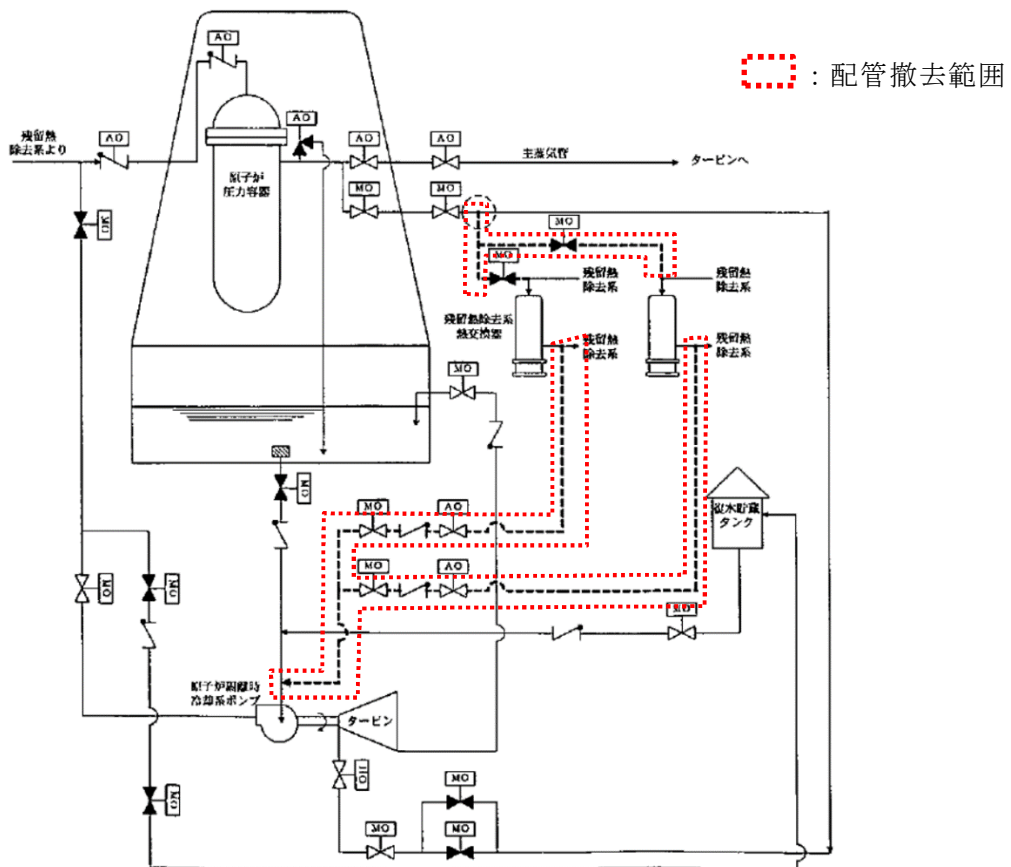 ：配管撤去範囲
AO
残留熱
除去系より
AO
AO
AO
AO
主蒸気管
タービンへ
原子炉
圧力容器
MO
MO
MO
MO
MO
残留熱
除去系
残留熱
除去系
残留熱除去系
熱交換器
残留熱
除去系
残留熱
除去系
MO
MO
MO
AO
復水貯蔵
タンク
MO
AO
MO
MO
MO
原子炉隔離時
冷却系ポンプ
タービン
MO
MO
MO
MO
MO